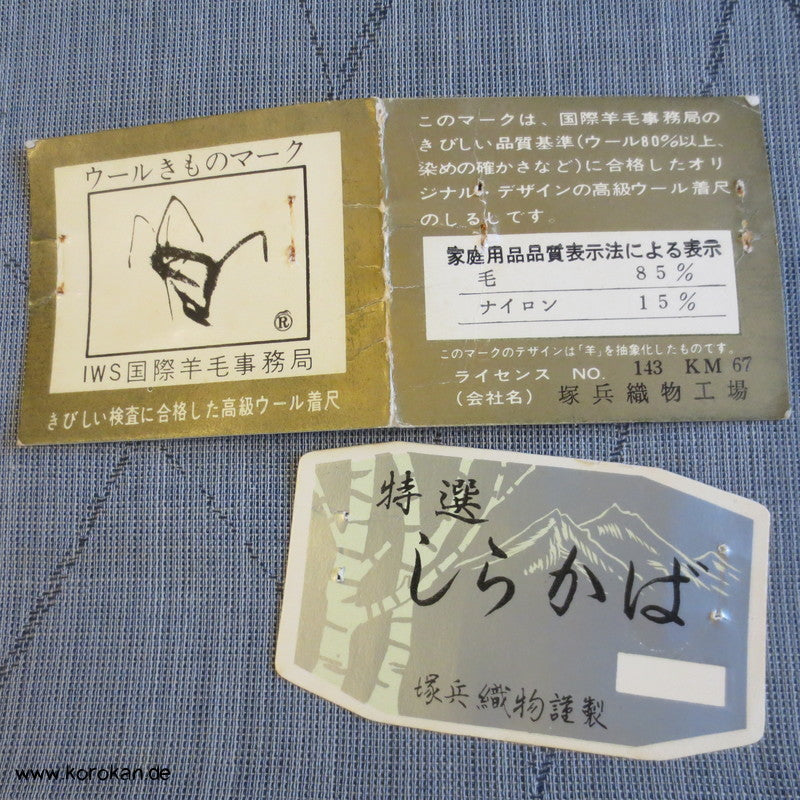 ウールきものマーク
®
IWS国際羊毛事務局
きびしい検査に合格した高級ウール着尺
このマークは、国際羊毛事務局の
きびしい品質基準(ウール80%以上、
染めの確かさなど)に合格したオリ
ジナル・デザインの高級ウール着尺
のしるしです。
家庭用品品質表示法による表示
毛 85%
ナイロン 15%
このマークのデザインは「羊」を抽象化したものです。
ライセンス NO. 143 KM 67
(会社名) 塚兵織物工場
特選
しらかば
塚兵織物謹製
www.korokan.de